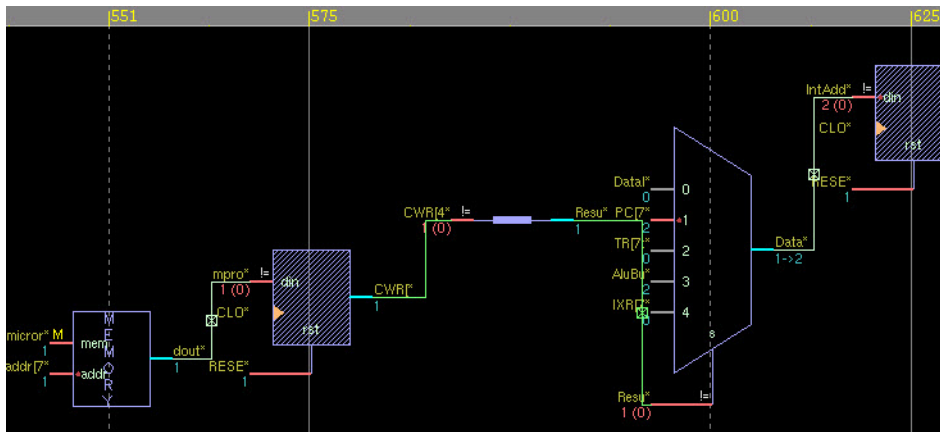 551 575 600 625
IntAdd* !=
din
2 (0)
CLO*
rst
RESE*
1
DataI*
0
0
CWR[4* !=
1 (0)
Resu*
1
PC[7*
2
1
TR[7*
0
2
Data*
1->2
AluBu*
2
3
IXR[7*
0
4
s
mpro* !=
1 (0)
din
CWR[*
1
CLO*
rst
micror* M
1
mem
MEMORY
dout*
1
addr[7*
1
addr
RESE*
1
Resu* !=
1 (0)